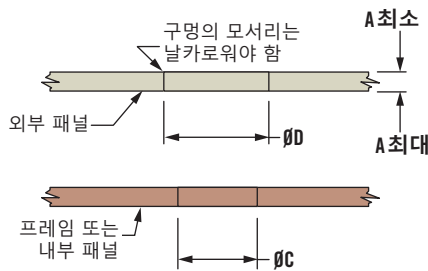 구멍의 모서리는
날카로워야 함
A 최소
외부 패널
ØD
A 최대
프레임 또는
내부 패널
ØC